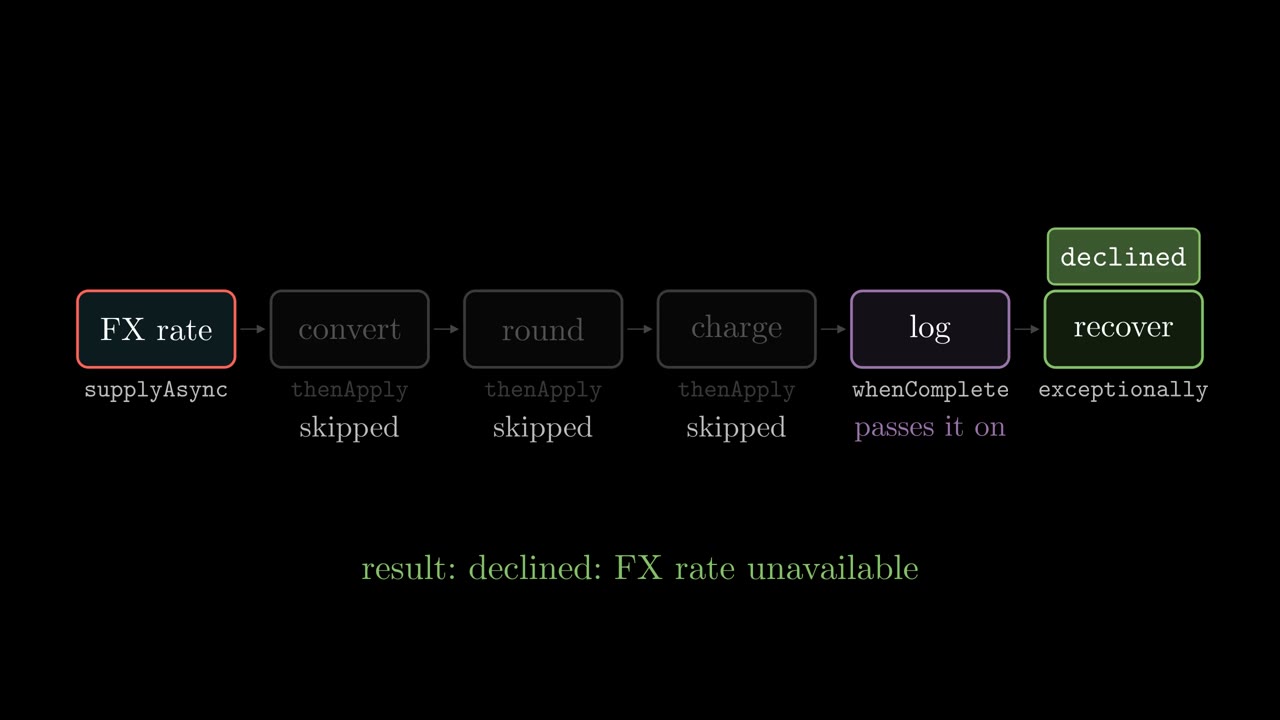 declined
FX rate
convert
round
charge
log
recover
supplyAsync
thenApply
thenApply
thenApply
whenComplete
exceptionally
skipped
skipped
skipped
passes it on
result: declined: FX rate unavailable